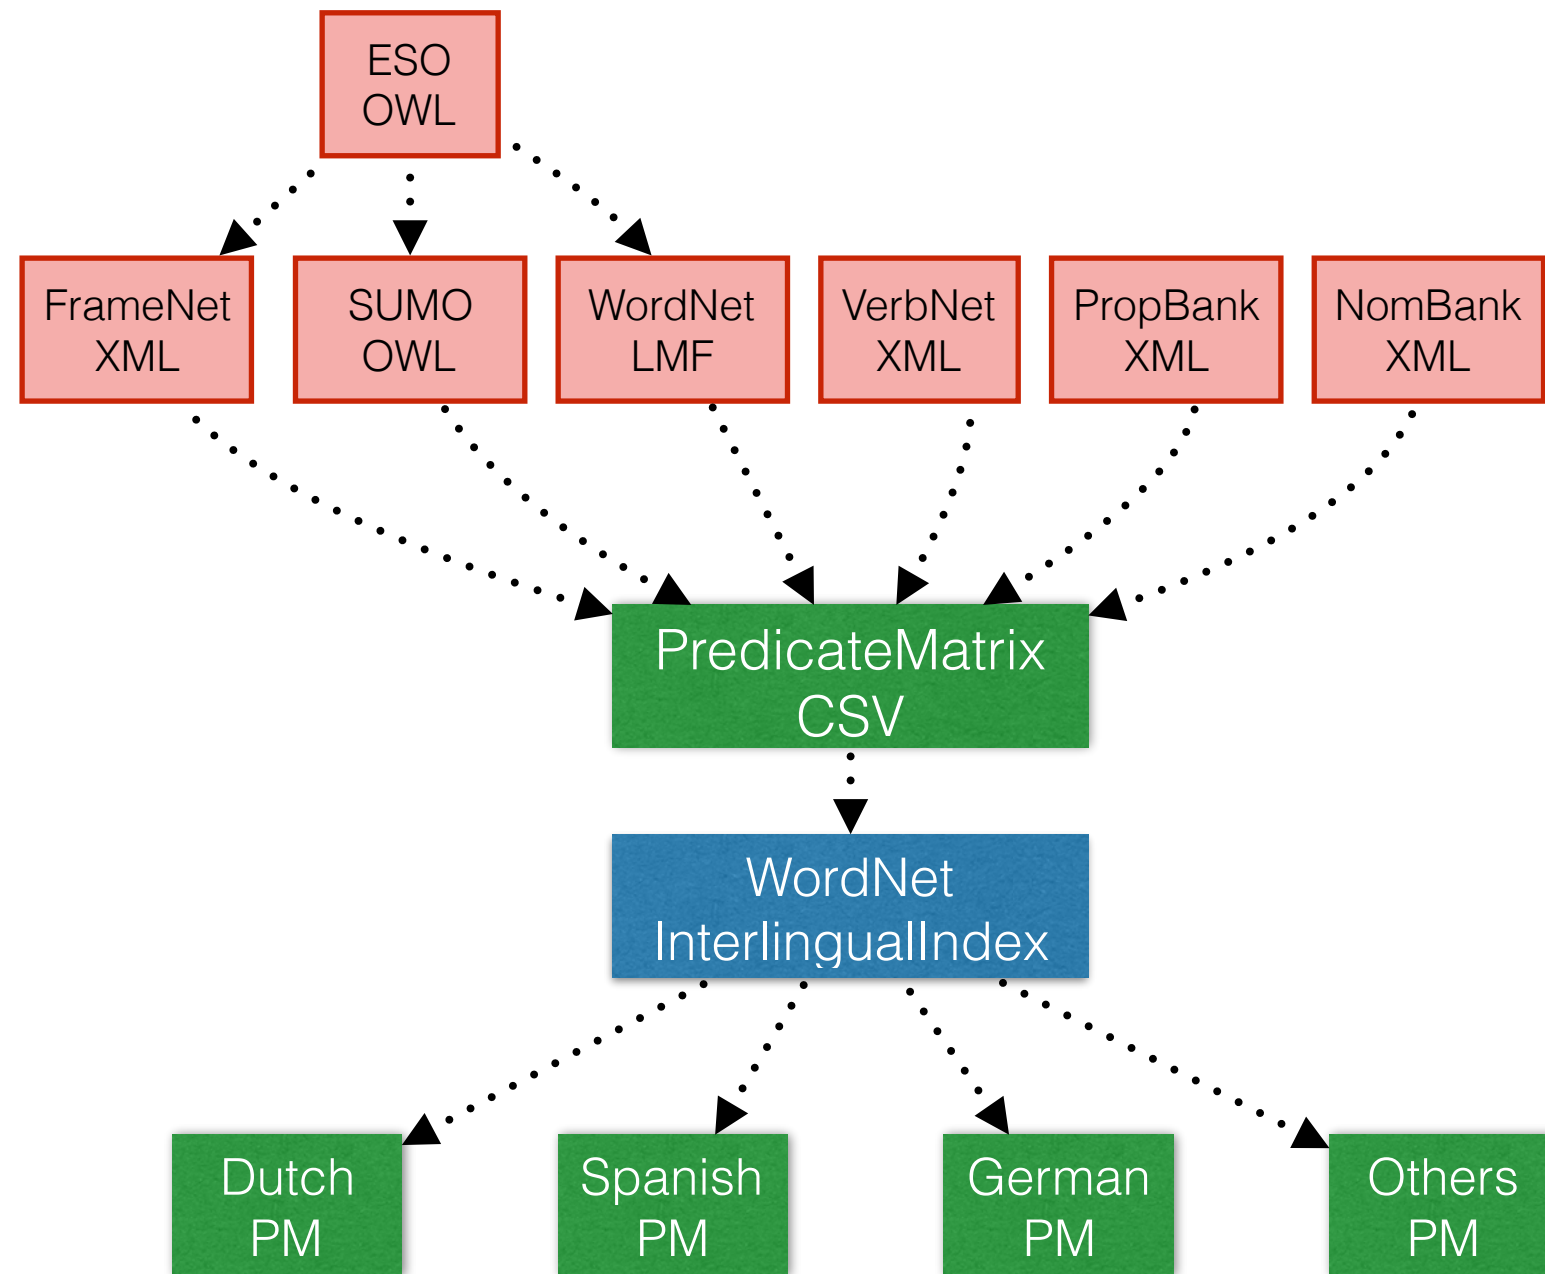 ESO
OWL
FrameNet
XML
SUMO
OWL
WordNet
LMF
VerbNet
XML
PropBank
XML
NomBank
XML
PredicateMatrix
CSV
WordNet
InterlingualIndex
Dutch
PM
Spanish
PM
German
PM
Others
PM